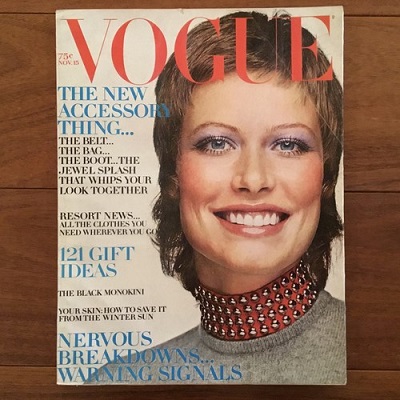 VOGUE
75¢
NOV. 15
THE NEW
ACCESSORY
THING...
THE BELT...
THE BAG...
THE BOOT...THE
JEWEL SPLASH
THAT WHIPS YOUR
LOOK TOGETHER
RESORT NEWS...
ALL THE CLOTHES YOU
NEED WHEREVER YOU GO
121 GIFT
IDEAS
THE BLACK MONOKINI
YOUR SKIN: HOW TO SAVE IT
FROM THE WINTER SUN
NERVOUS
BREAKDOWNS...
WARNING SIGNALS